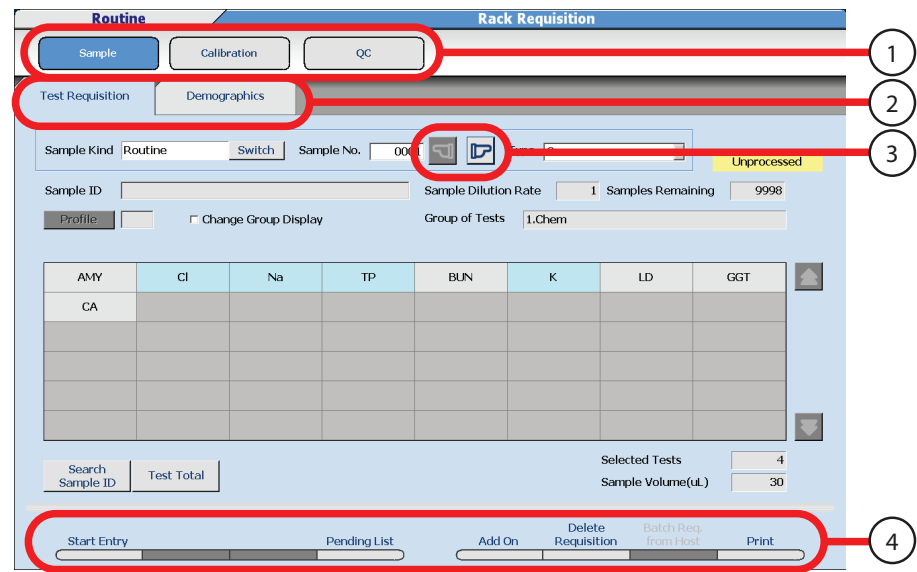 Routine Rack Requisition
Sample Calibration QC
1
Test Requisition Demographics
2
Sample Kind Routine Switch Sample No. 0001
3
Unprocessed
Sample ID Sample Dilution Rate 1 Samples Remaining 9998
Profile Change Group Display Group of Tests 1.Chem
AMY Cl Na TP BUN K LD GGT
CA
Search
Sample ID
Test Total
Selected Tests 4
Sample Volume(uL) 30
Start Entry Pending List Add On
Delete
Requisition
Batch Req.
from Host
Print
4